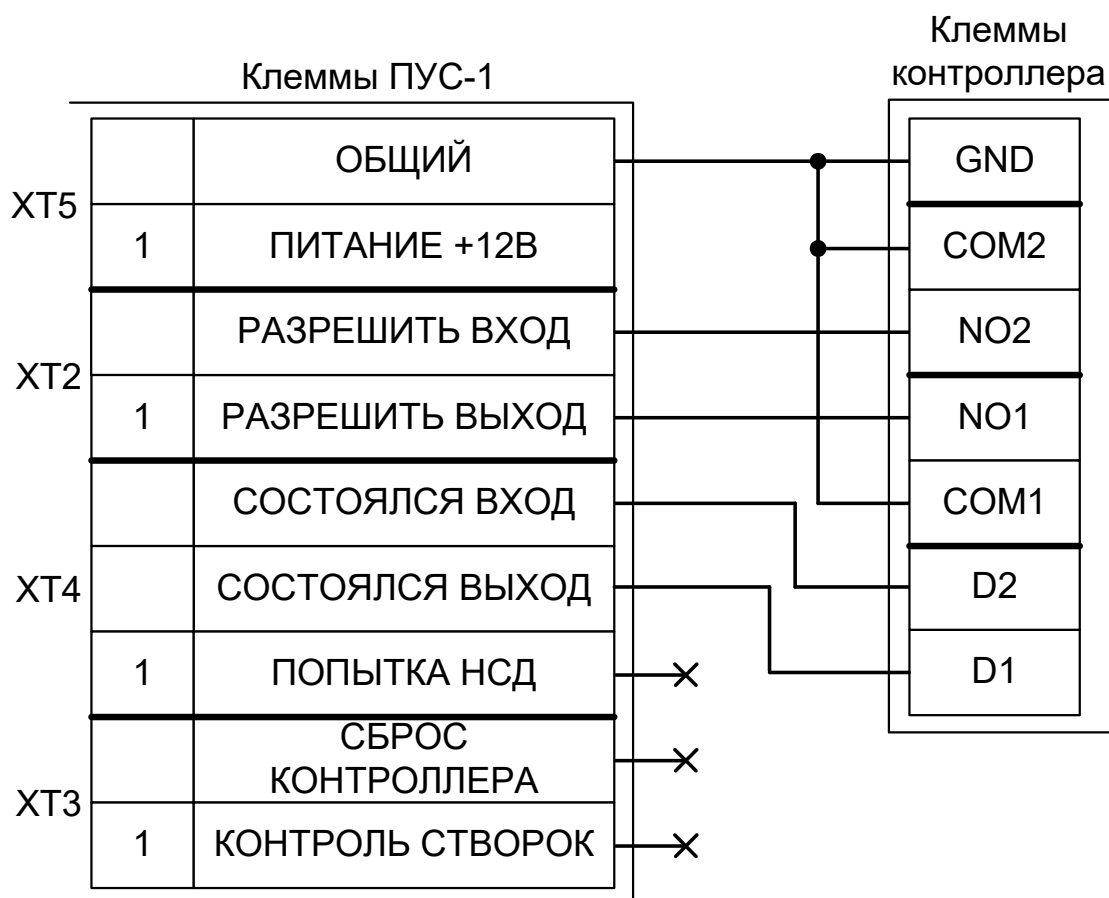 Клеммы
контроллера
Клеммы ПУС-1
ОБЩИЙ
GND
XT5
1 ПИТАНИЕ +12В
COM2
РАЗРЕШИТЬ ВХОД
NO2
XT2
1 РАЗРЕШИТЬ ВЫХОД
NO1
СОСТОЯЛСЯ ВХОД
COM1
XT4
СОСТОЯЛСЯ ВЫХОД
D2
1 ПОПЫТКА НСД
D1
СБРОС
КОНТРОЛЛЕРА
XT3
1 КОНТРОЛЬ СТВОРОК